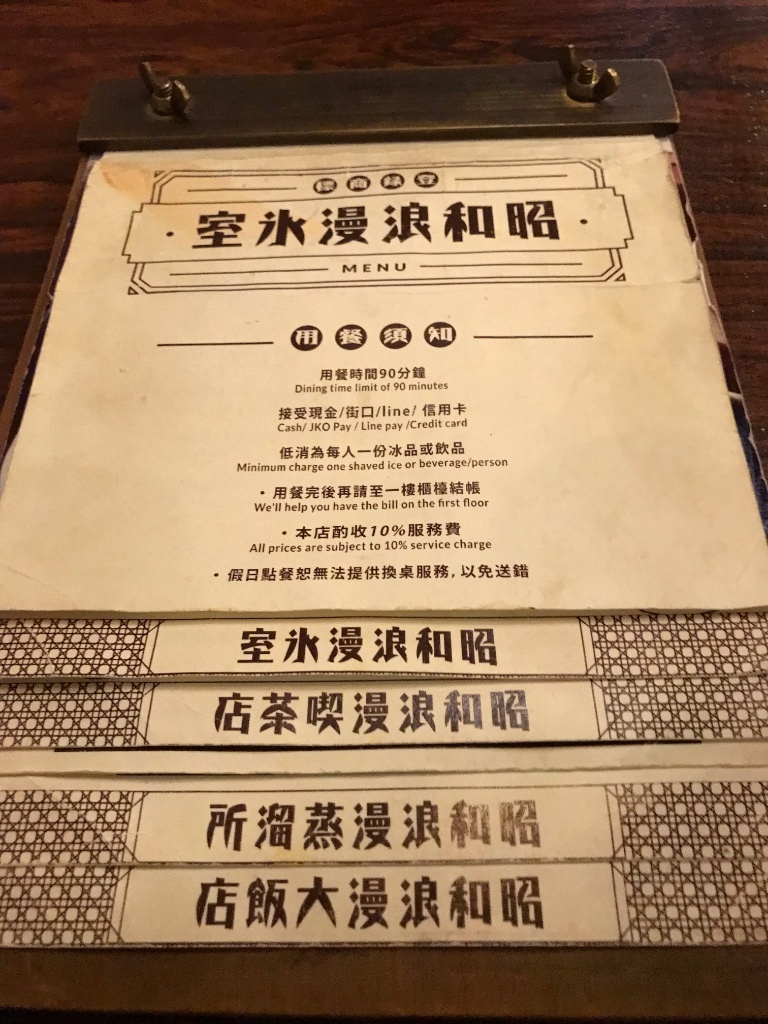 登録商標
昭和浪漫氷室
MENU
用餐須知
用餐時間90分鐘
Dining time limit of 90 minutes
接受現金/街口/line/ 信用卡
Cash/ JKO Pay / Line pay /Credit card
低消為每人一份冰品或飲品
Minimum charge one shaved ice or beverage/person
• 用餐完後再請至一樓櫃檯結帳
We'll help you have the bill on the first floor
• 本店酌收10%服務費
All prices are subject to 10% service charge
• 假日點餐恕無法提供換桌服務, 以免送錯
昭和浪漫氷室
昭和浪漫喫茶店
昭和浪漫蒸溜所
昭和浪漫大飯店